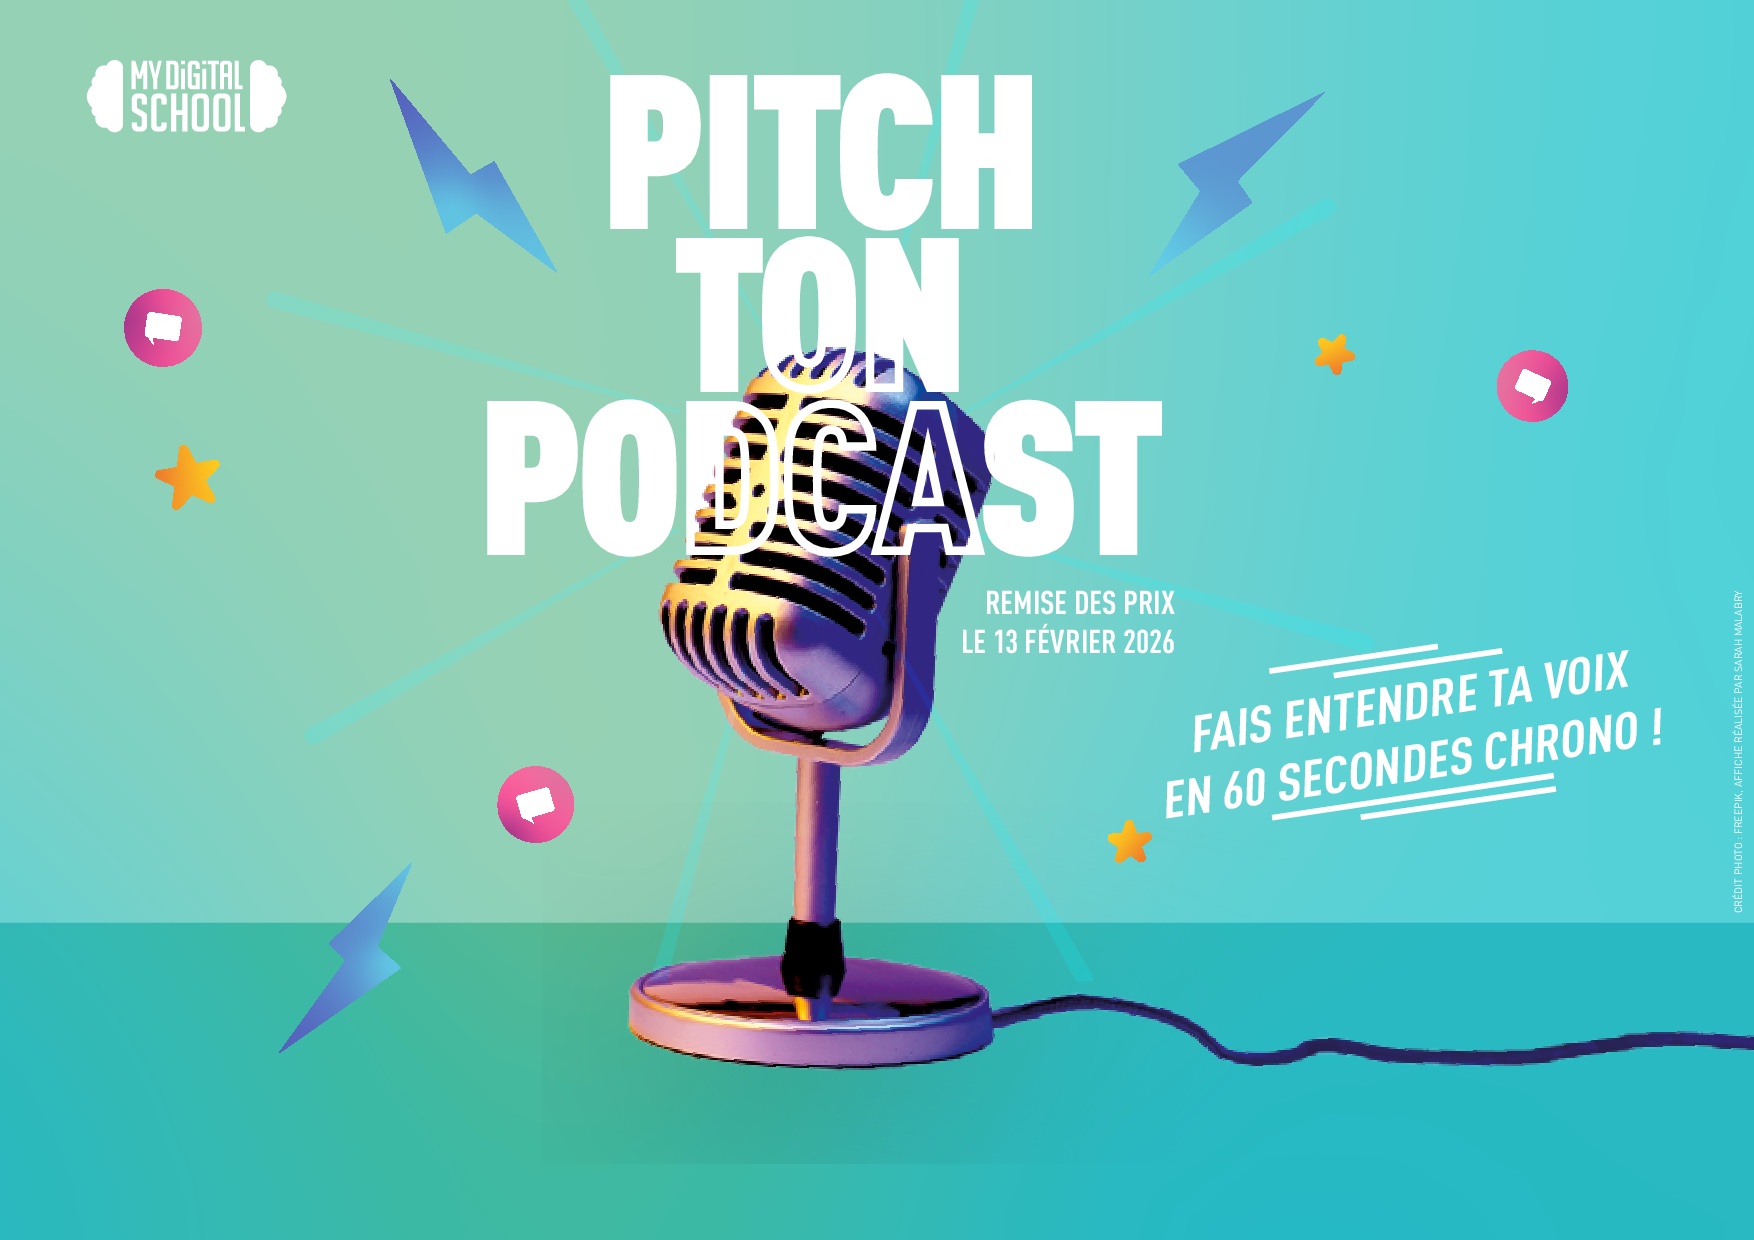 MY DiGiTAL
SCHOOL
PITCH
TON
PODCAST
REMISE DES PRIX
LE 13 FÉVRIER 2026
FAIS ENTENDRE TA VOIX
EN 60 SECONDES CHRONO !
CRÉDIT PHOTO : FREEPIK, AFFICHE RÉALISÉE PAR SARAH MALABRY